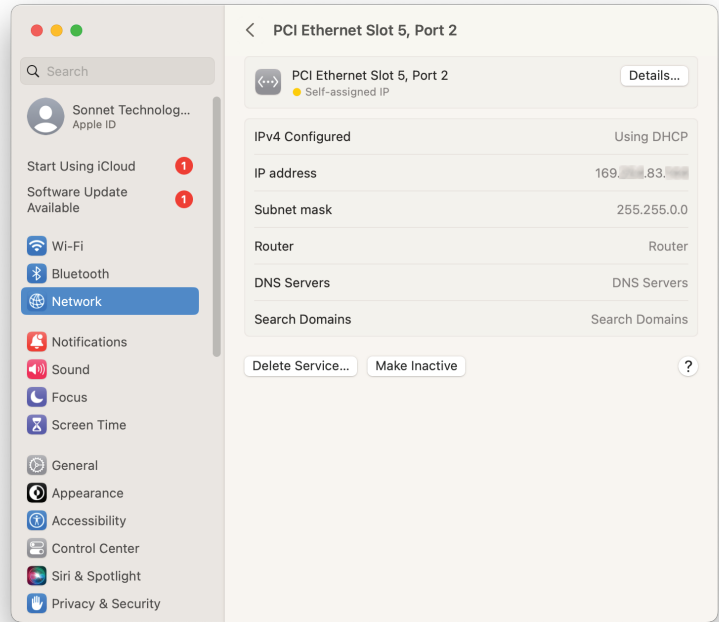 PCI Ethernet Slot 5, Port 2
Search
Sonnet Technolog...
Apple ID
Start Using iCloud 1
Software Update
Available 1
Wi-Fi
Bluetooth
Network
Notifications
Sound
Focus
Screen Time
General
Appearance
Accessibility
Control Center
Siri & Spotlight
Privacy & Security
PCI Ethernet Slot 5, Port 2
Self-assigned IP
Details...
IPv4 Configured Using DHCP
IP address 169. .83.
Subnet mask 255.255.0.0
Router Router
DNS Servers DNS Servers
Search Domains Search Domains
Delete Service... Make Inactive ?